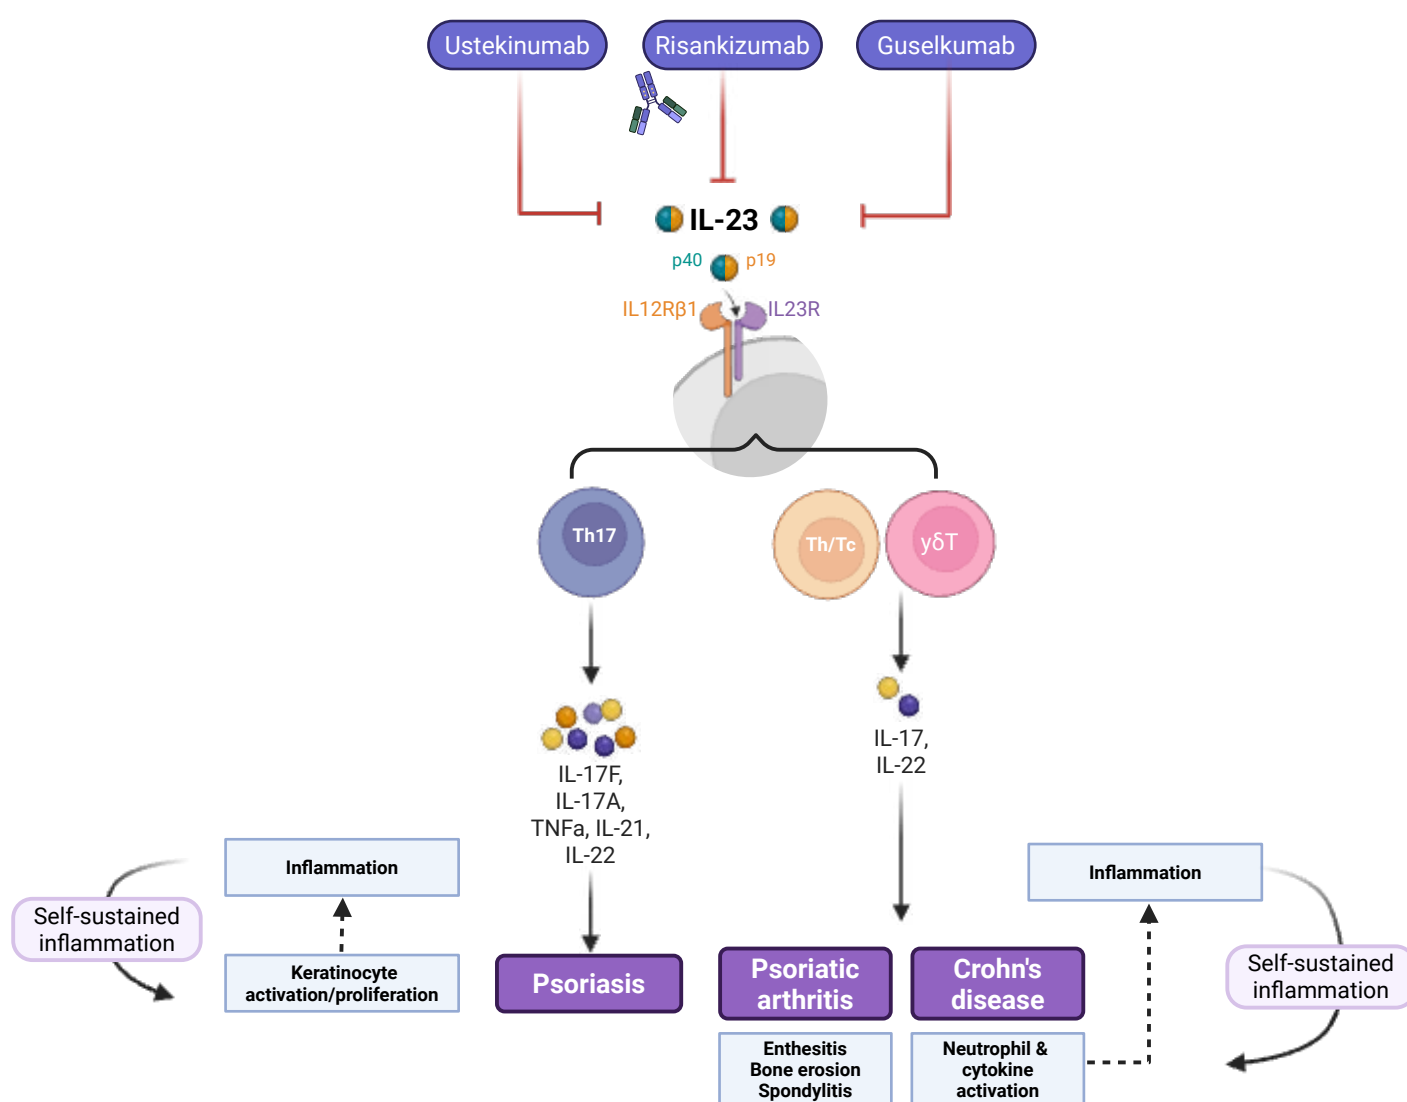 Ustekinumab
Risankizumab
Guselkumab
IL-23
p40
p19
IL12Rβ1
IL23R
Th17
Th/Tc
yδT
IL-17F,
IL-17A,
TNFa, IL-21,
IL-22
IL-17,
IL-22
Inflammation
Self-sustained
inflammation
Keratinocyte
activation/proliferation
Psoriasis
Psoriatic
arthritis
Enthesitis
Bone erosion
Spondylitis
Crohn's
disease
Neutrophil &
cytokine
activation
Inflammation
Self-sustained
inflammation